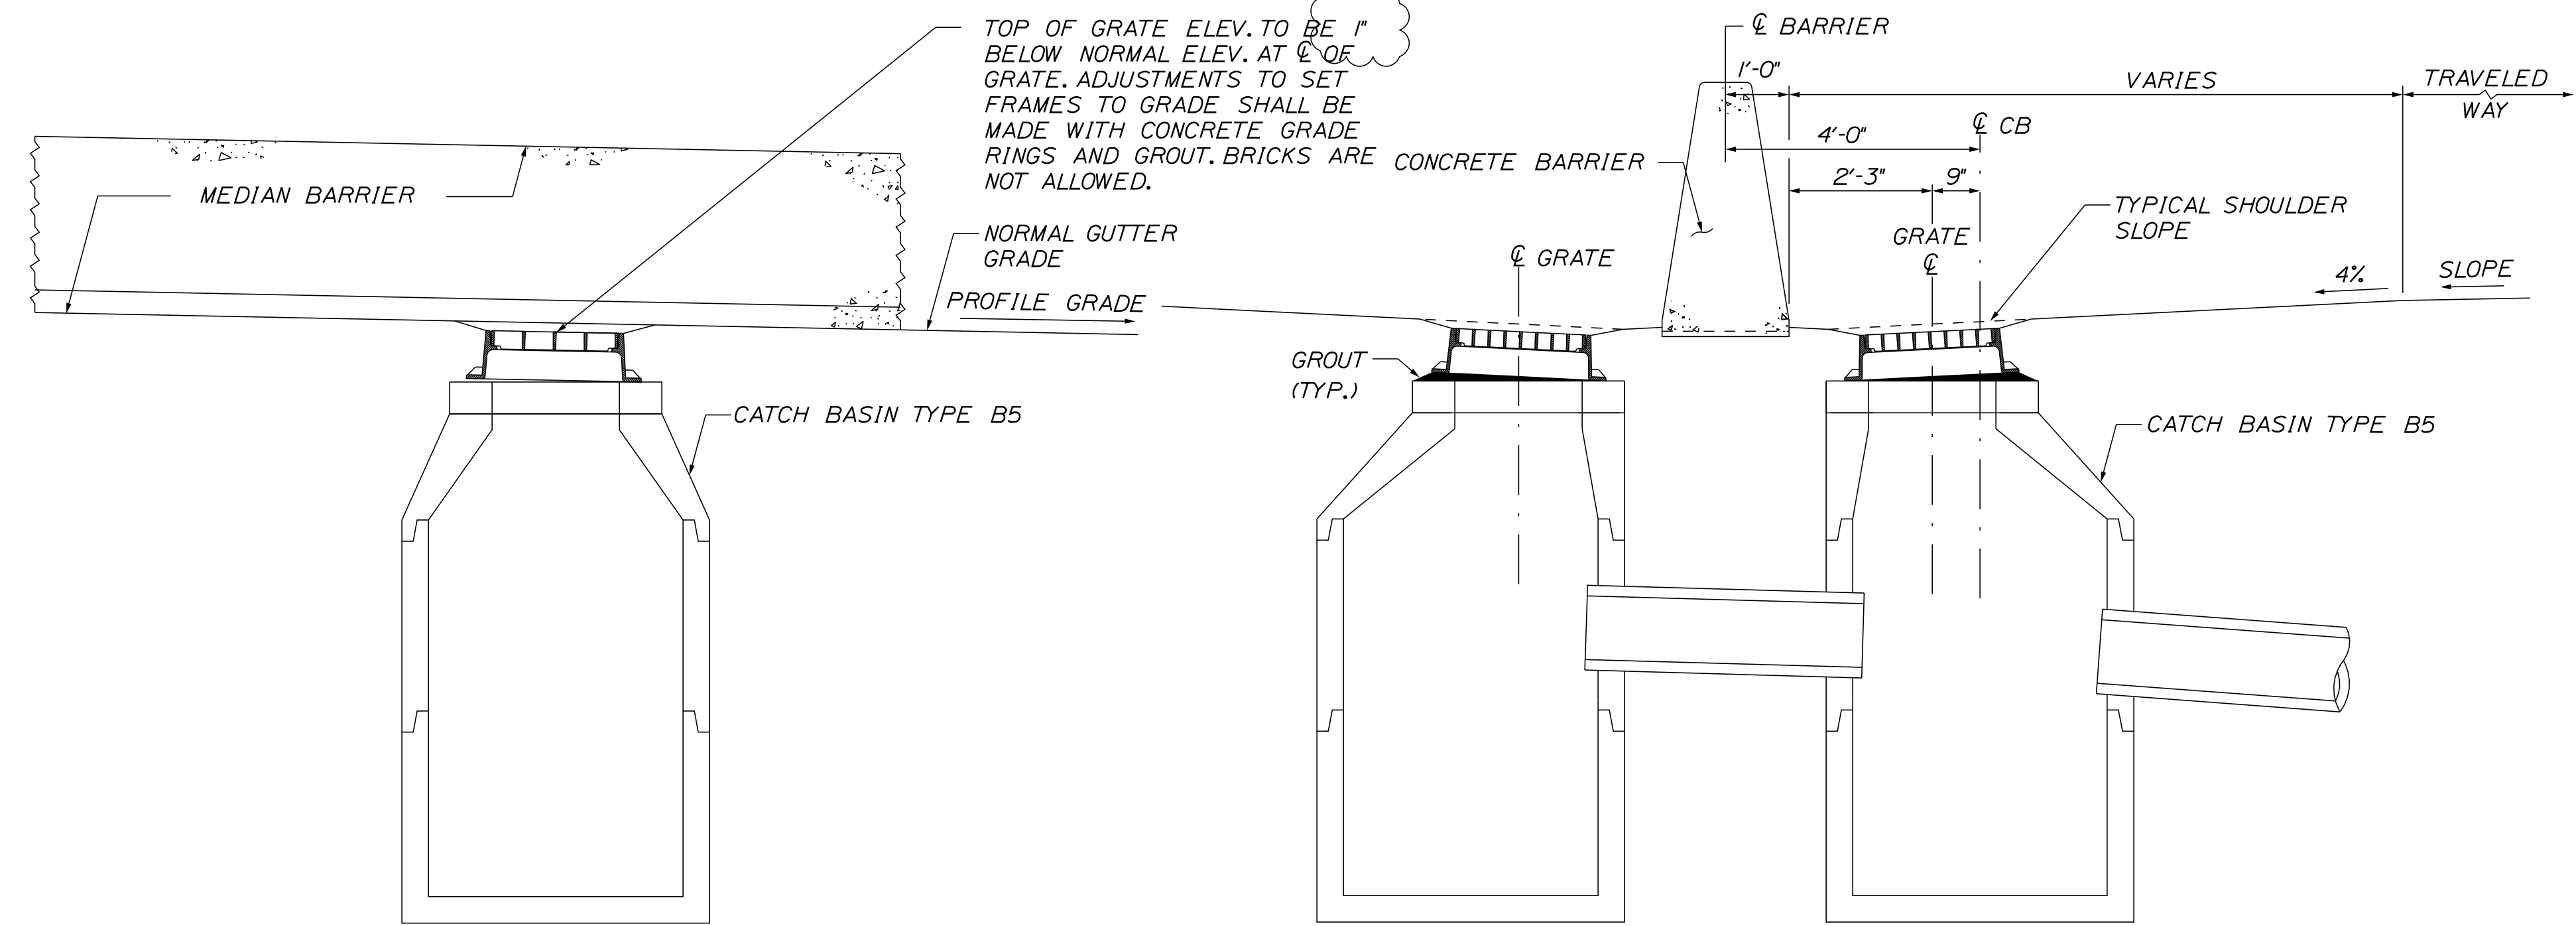 TOP OF GRATE ELEV. TO BE 1"
BELOW NORMAL ELEV. AT ℄ OF
GRATE. ADJUSTMENTS TO SET
FRAMES TO GRADE SHALL BE
MADE WITH CONCRETE GRADE
RINGS AND GROUT. BRICKS ARE
NOT ALLOWED.
MEDIAN BARRIER
NORMAL GUTTER
GRADE
PROFILE GRADE
CATCH BASIN TYPE B5
℄ BARRIER
1'-0"
VARIES
TRAVELED
WAY
4'-0"
℄ CB
CONCRETE BARRIER
2'-3"
9"
TYPICAL SHOULDER
SLOPE
℄ GRATE
GRATE
℄
4%
SLOPE
GROUT
(TYP.)
CATCH BASIN TYPE B5